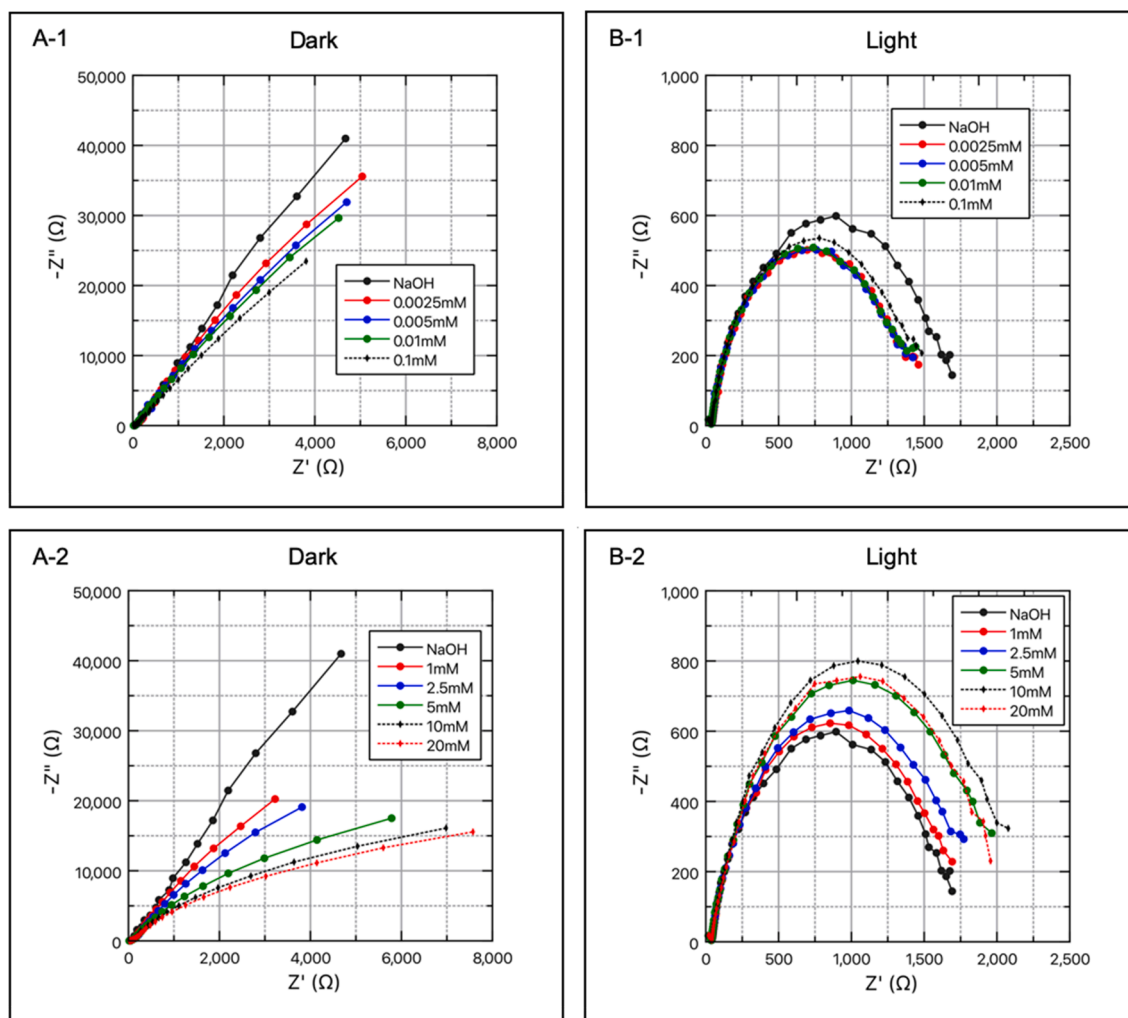 A-1
Dark
50,000
40,000
30,000
20,000
10,000
0
-Z" (Ω)
NaOH
0.0025mM
0.005mM
0.01mM
0.1mM
0
2,000
4,000
6,000
8,000
Z' (Ω)
B-1
Light
1,000
800
600
400
200
0
-Z" (Ω)
NaOH
0.0025mM
0.005mM
0.01mM
0.1mM
0
500
1,000
1,500
2,000
2,500
Z' (Ω)
A-2
Dark
50,000
40,000
30,000
20,000
10,000
0
-Z" (Ω)
NaOH
1mM
2.5mM
5mM
10mM
20mM
0
2,000
4,000
6,000
8,000
Z' (Ω)
B-2
Light
1,000
800
600
400
200
0
-Z" (Ω)
NaOH
1mM
2.5mM
5mM
10mM
20mM
0
500
1,000
1,500
2,000
2,500
Z' (Ω)